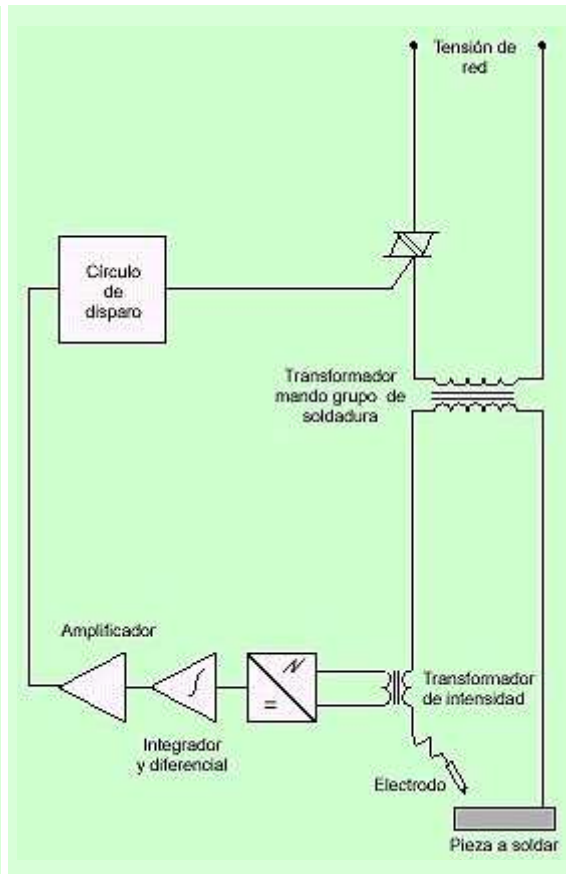 Tensión de
red
Círculo
de
disparo
Transformador
mando grupo de
soldadura
Amplificador
=
Transformador
de intensidad
Integrador
y diferencial
Electrodo
Pieza a soldar